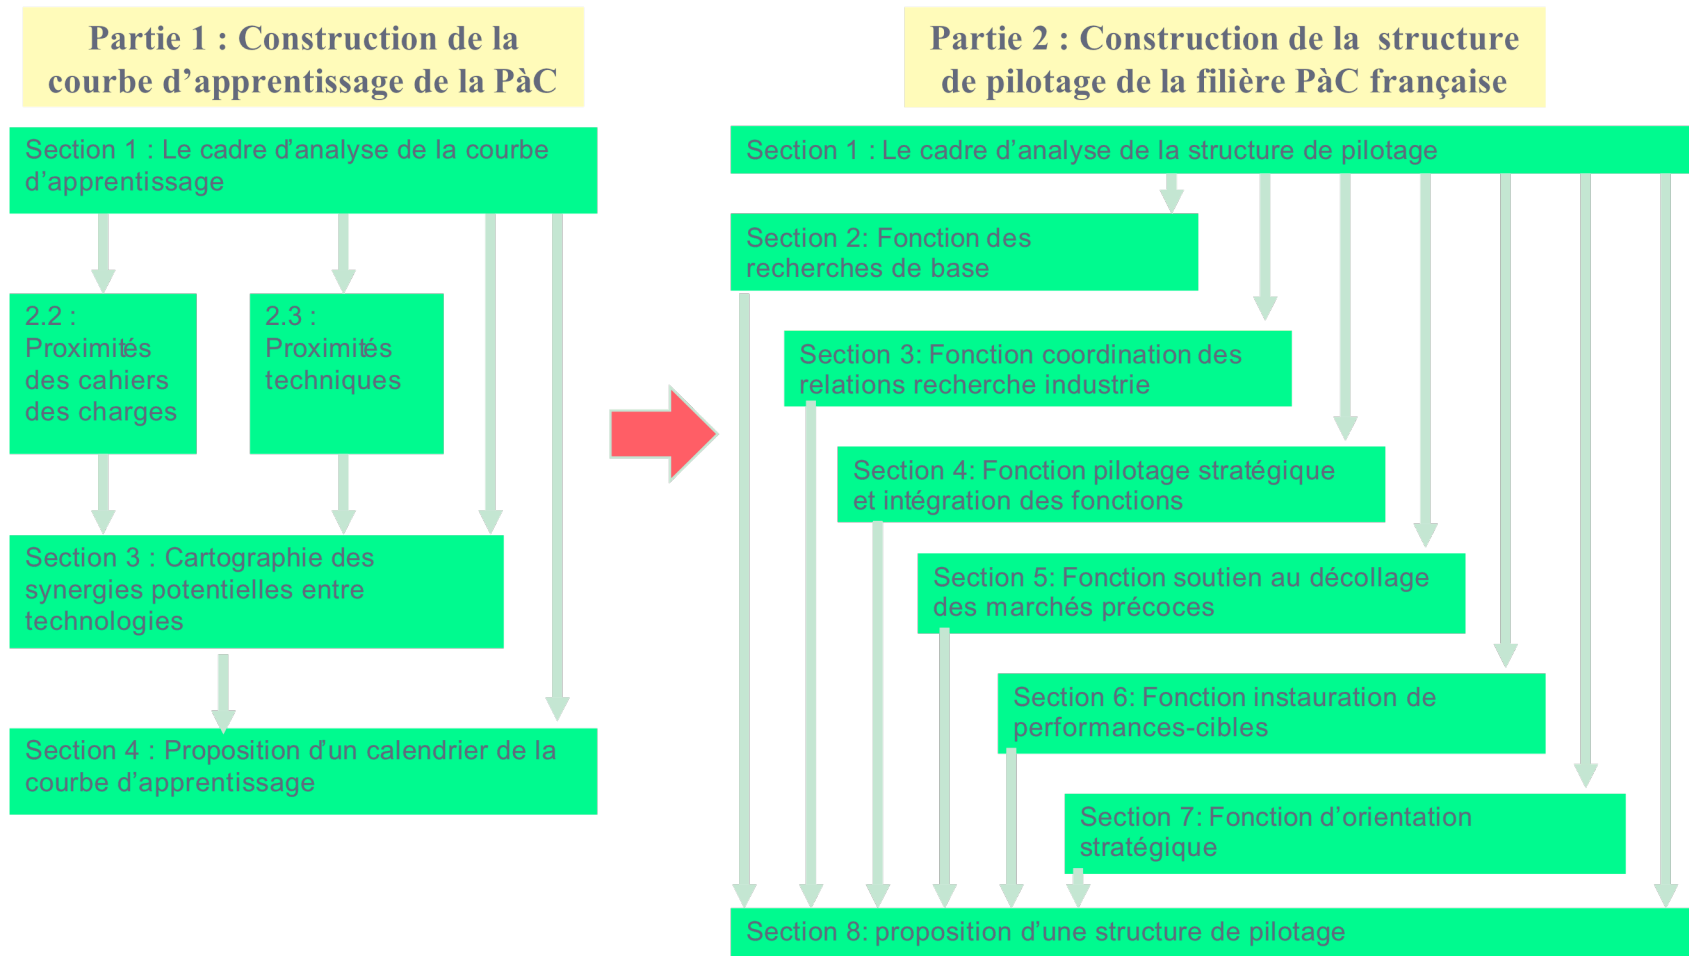 Partie 1 : Construction de la
courbe d’apprentissage de la PàC
Section 1 : Le cadre d’analyse de la courbe
d’apprentissage
2.2 :
Proximités
des cahiers
des charges
2.3 :
Proximités
techniques
Section 3 : Cartographie des
synergies potentielles entre
technologies
Section 4 : Proposition d’un calendrier de la
courbe d’apprentissage
Partie 2 : Construction de la structure
de pilotage de la filière PàC française
Section 1 : Le cadre d’analyse de la structure de pilotage
Section 2: Fonction des
recherches de base
Section 3: Fonction coordination des
relations recherche industrie
Section 4: Fonction pilotage stratégique
et intégration des fonctions
Section 5: Fonction soutien au décollage
des marchés précoces
Section 6: Fonction instauration de
performances-cibles
Section 7: Fonction d’orientation
stratégique
Section 8: proposition d’une structure de pilotage